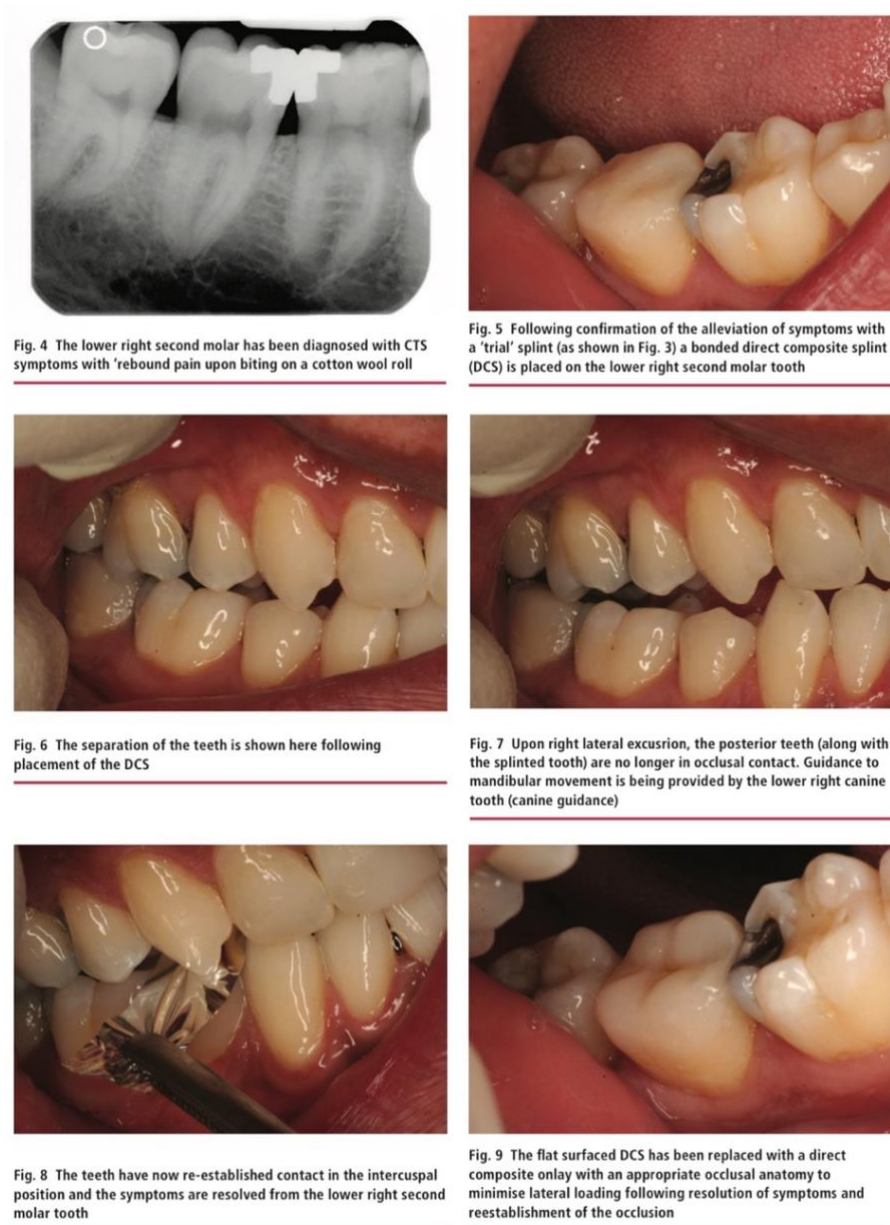 Fig. 4 The lower right second molar has been diagnosed with CTS
symptoms with 'rebound pain upon biting on a cotton wool roll
Fig. 5 Following confirmation of the alleviation of symptoms with
a 'trial' splint (as shown in Fig. 3) a bonded direct composite splint
(DCS) is placed on the lower right second molar tooth
Fig. 6 The separation of the teeth is shown here following
placement of the DCS
Fig. 7 Upon right lateral excusrion, the posterior teeth (along with
the splinted tooth) are no longer in occlusal contact. Guidance to
mandibular movement is being provided by the lower right canine
tooth (canine guidance)
Fig. 8 The teeth have now re-established contact in the intercuspal
position and the symptoms are resolved from the lower right second
molar tooth
Fig. 9 The flat surfaced DCS has been replaced with a direct
composite onlay with an appropriate occlusal anatomy to
minimise lateral loading following resolution of symptoms and
reestablishment of the occlusion